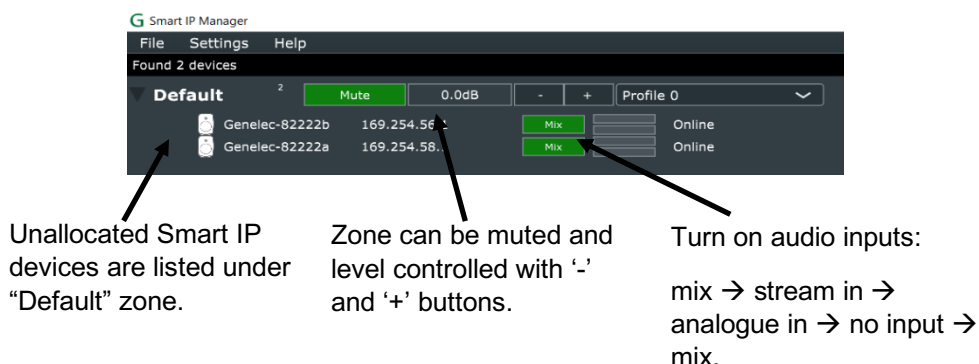 G Smart IP Manager
File Settings Help
Found 2 devices
Default 2 Mute 0.0dB - + Profile 0
Genelec-82222b 169.254.56. Mix Online
Genelec-82222a 169.254.58. Mix Online
Unallocated Smart IP
devices are listed under
“Default” zone.
Zone can be muted and
level controlled with ‘-’
and ‘+’ buttons.
Turn on audio inputs:
mix → stream in →
analogue in → no input →
mix.